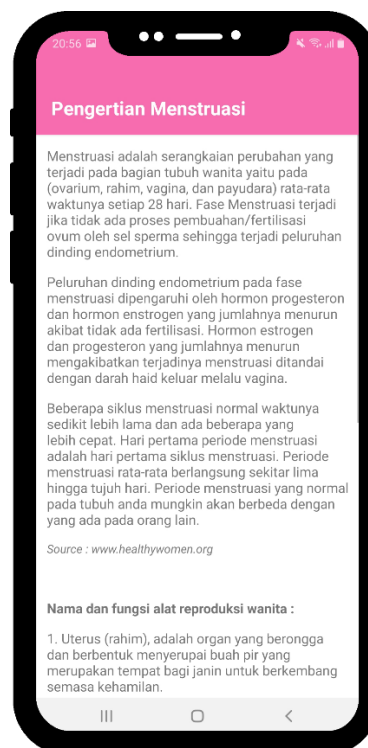 20:56
Pengertian Menstruasi
Menstruasi adalah serangkaian perubahan yang
terjadi pada bagian tubuh wanita yaitu pada
(ovarium, rahim, vagina, dan payudara) rata-rata
waktunya setiap 28 hari. Fase Menstruasi terjadi
jika tidak ada proses pembuahan/fertilisasi
ovum oleh sel sperma sehingga terjadi peluruhan
dinding endometrium.
Peluruhan dinding endometrium pada fase
menstruasi dipengaruhi oleh hormon progesteron
dan hormon enstrogen yang jumlahnya menurun
akibat tidak ada fertilisasi. Hormon estrogen
dan progesteron yang jumlahnya menurun
mengakibatkan terjadinya menstruasi ditandai
dengan darah haid keluar melalu vagina.
Beberapa siklus menstruasi normal waktunya
sedikit lebih lama dan ada beberapa yang
lebih cepat. Hari pertama periode menstruasi
adalah hari pertama siklus menstruasi. Periode
menstruasi rata-rata berlangsung sekitar lima
hingga tujuh hari. Periode menstruasi yang normal
pada tubuh anda mungkin akan berbeda dengan
yang ada pada orang lain.
Source : www.healthywomen.org
Nama dan fungsi alat reproduksi wanita :
1. Uterus (rahim), adalah organ yang berongga
dan berbentuk menyerupai buah pir yang
merupakan tempat bagi janin untuk berkembang
semasa kehamilan.